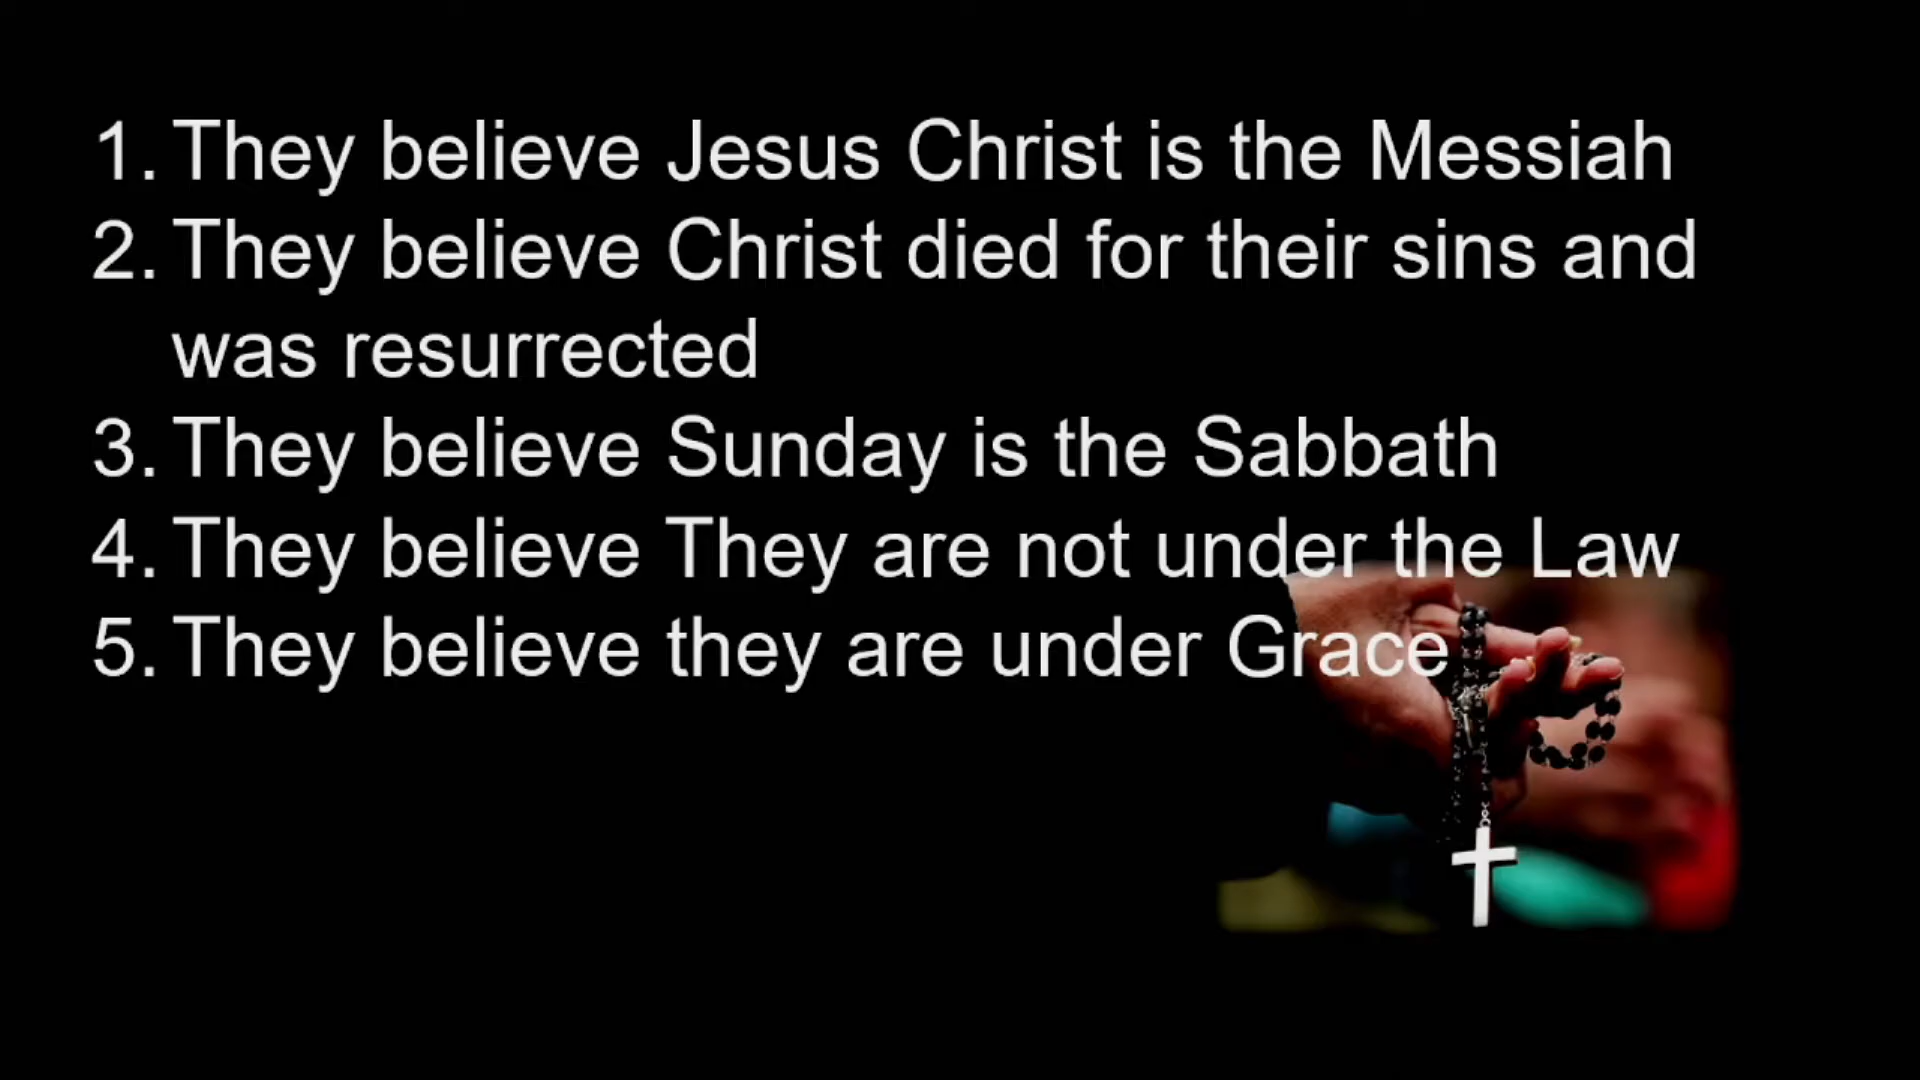 1. They believe Jesus Christ is the Messiah
2. They believe Christ died for their sins and
was resurrected
3. They believe Sunday is the Sabbath
4. They believe They are not under the Law
5. They believe they are under Grace